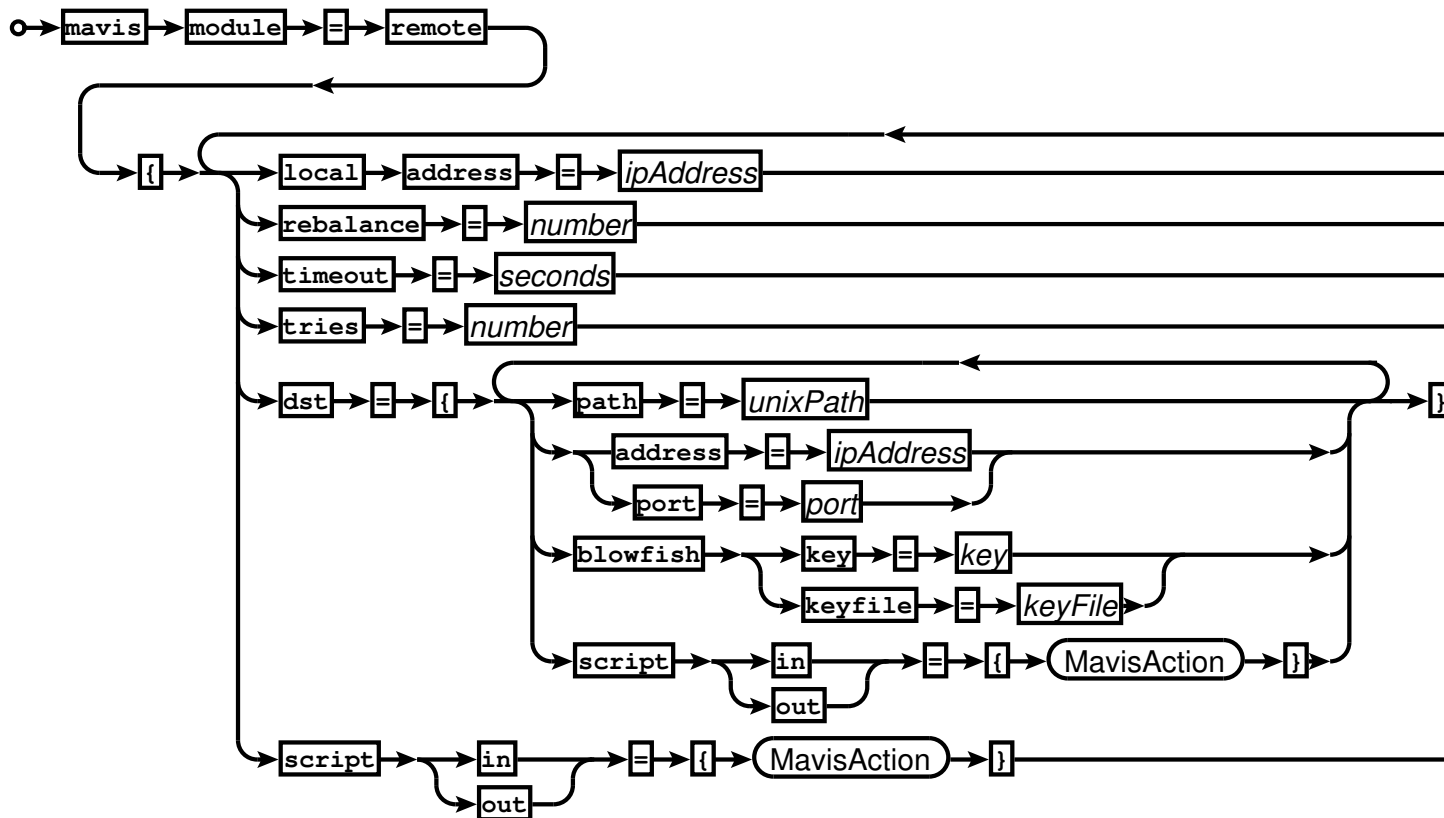 mavis module = remote
{ local address = ipAddress
rebalance = number
timeout = seconds
tries = number
dst = { path = unixPath }
address = ipAddress
port = port
blowfish key = key
keyfile = keyFile
script in = { MavisAction }
out
script in = { MavisAction }
out